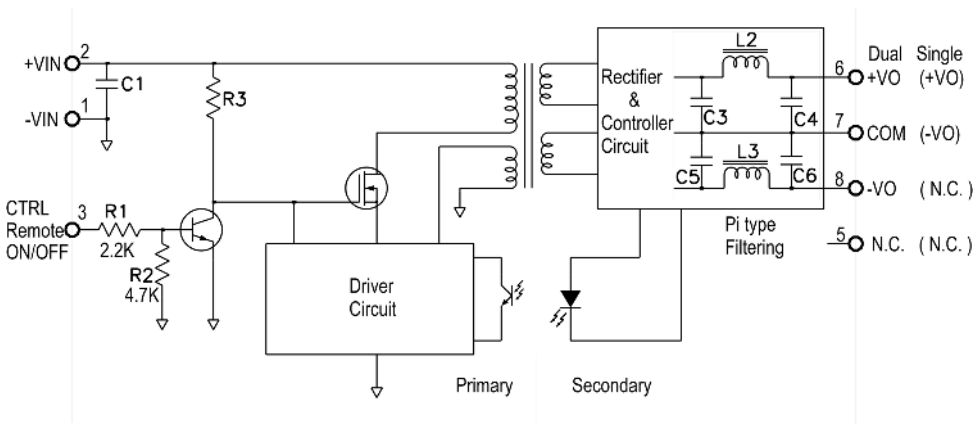 L2
Dual Single
+VIN 2
6 +VO (+VO)
Rectifier
&
Controller
Circuit
C1
R3
C3
C4
-VIN 1
7 COM (-VO)
L3
C5
C6
8 -VO ( N.C. )
CTRL 3
Remote
ON/OFF
R1
2.2K
R2
4.7K
Pi type
Filtering
5 N.C. ( N.C. )
Driver
Circuit
Primary
Secondary